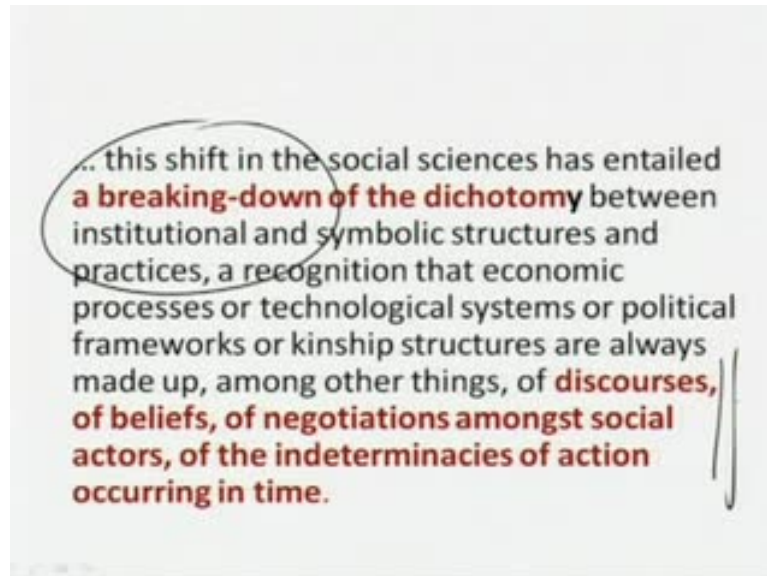 ... this shift in the social sciences has entailed
a breaking-down of the dichotomy between
institutional and symbolic structures and
practices, a recognition that economic
processes or technological systems or political
frameworks or kinship structures are always
made up, among other things, of discourses,
of beliefs, of negotiations amongst social
actors, of the indeterminacies of action
occurring in time.